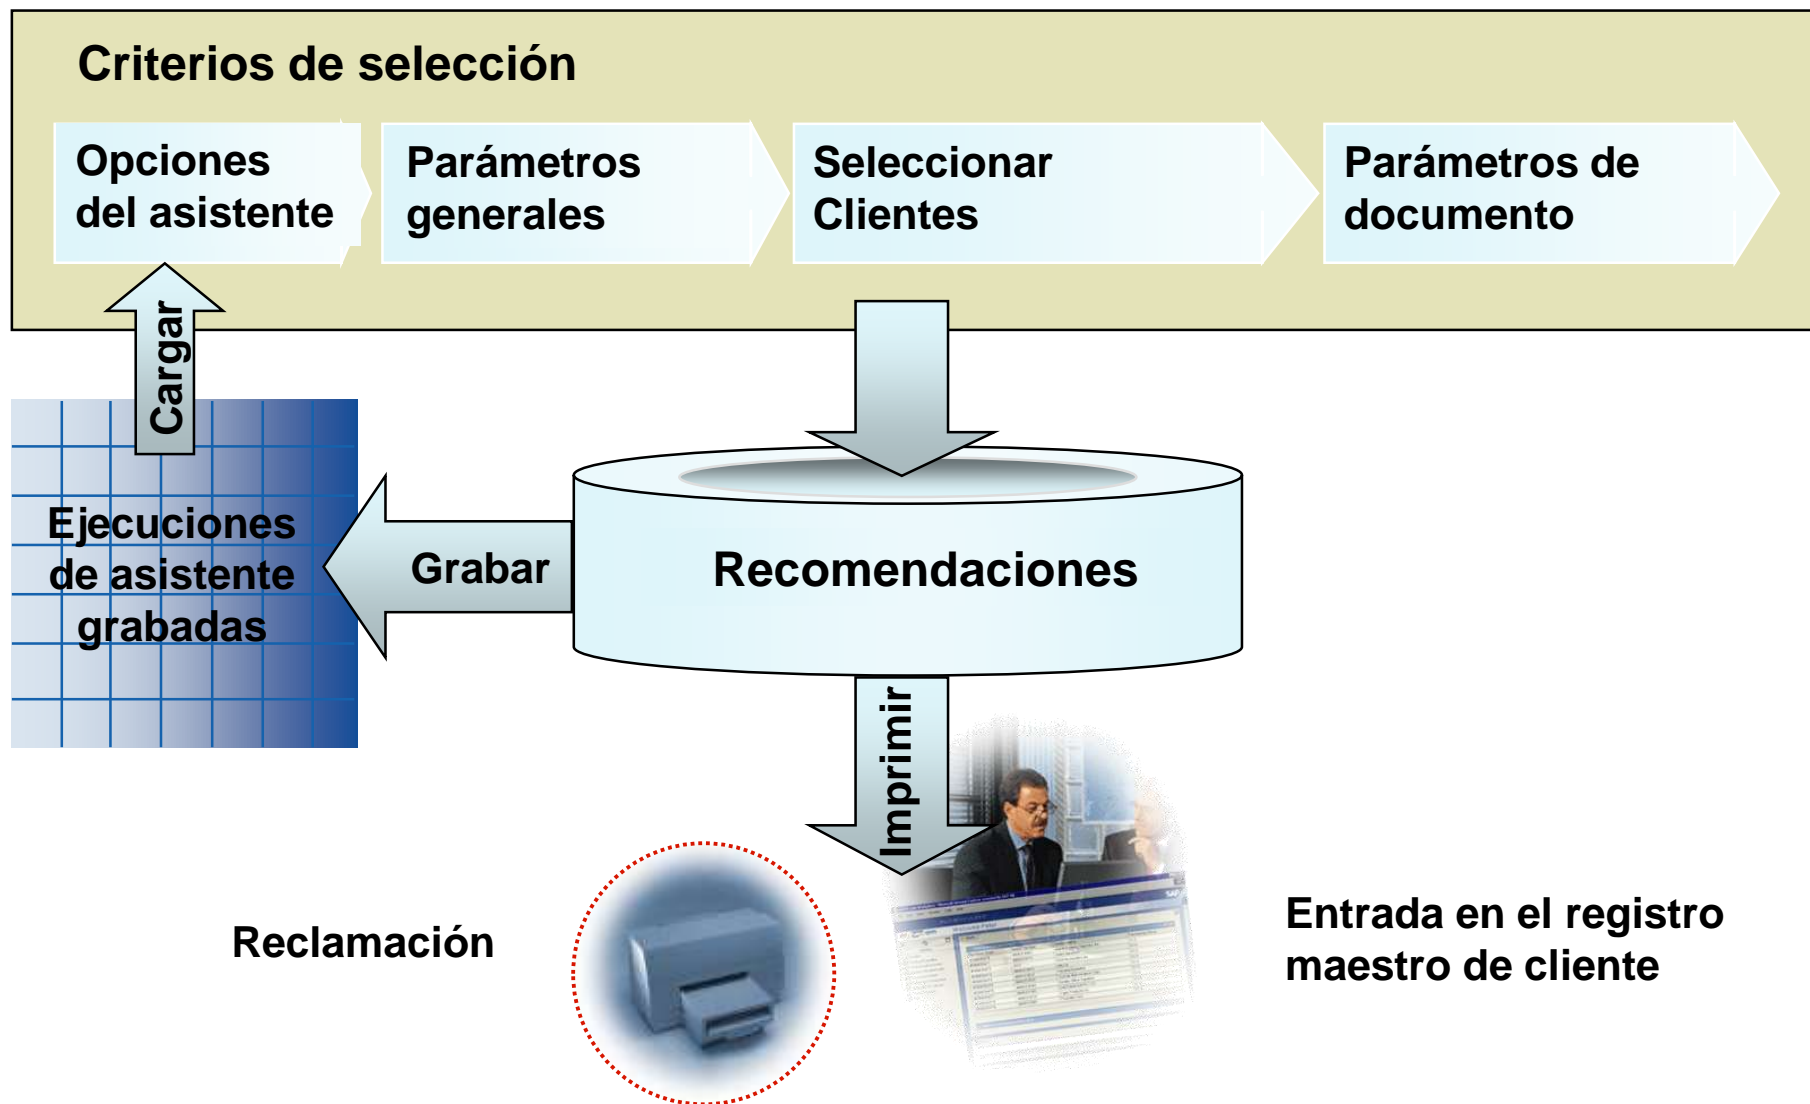 Criterios de selección
Opciones
del asistente
Parámetros
generales
Seleccionar
Clientes
Parámetros de
documento
Cargar
Ejecuciones
de asistente
grabadas
Grabar
Recomendaciones
Imprimir
Reclamación
Entrada en el registro
maestro de cliente